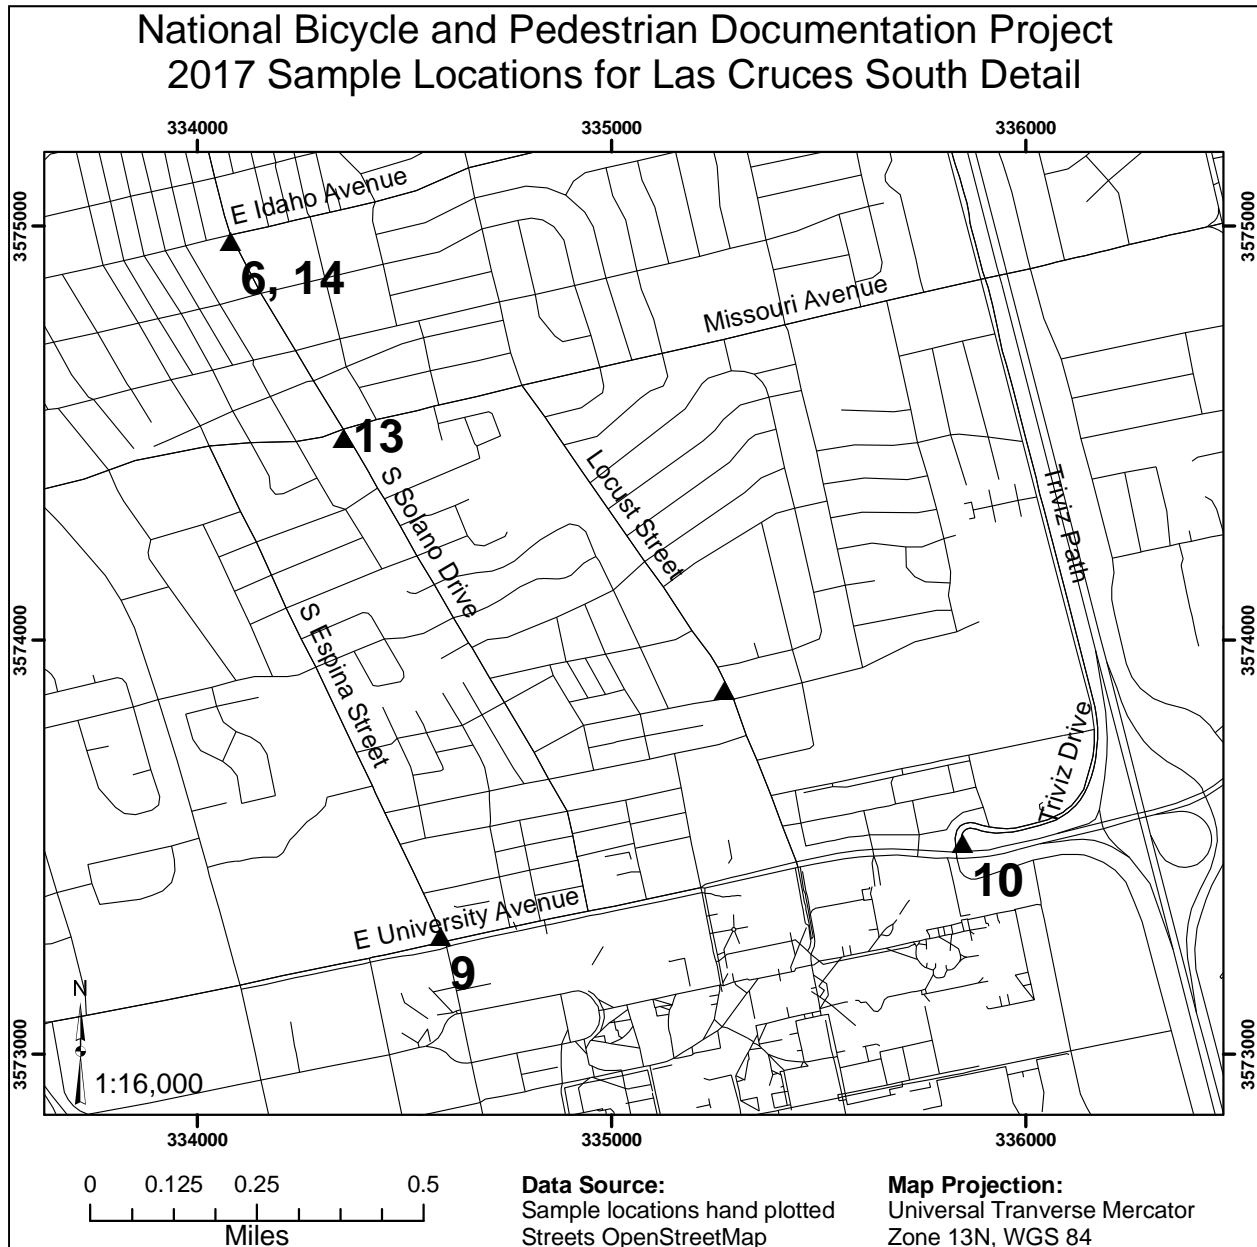 National Bicycle and Pedestrian Documentation Project
2017 Sample Locations for Las Cruces South Detail
334000
335000
336000
3575000
3575000
E Idaho Avenue
6, 14
Missouri Avenue
13
S Solano Drive
Locust Street
Triviz Path
S Espina Street
3574000
3574000
Triviz Drive
10
E University Avenue
9
N
1:16,000
3573000
3573000
334000
335000
336000
0 0.125 0.25 0.5
Miles
Data Source:
Sample locations hand plotted
Streets OpenStreetMap
Map Projection:
Universal Tranverse Mercator
Zone 13N, WGS 84